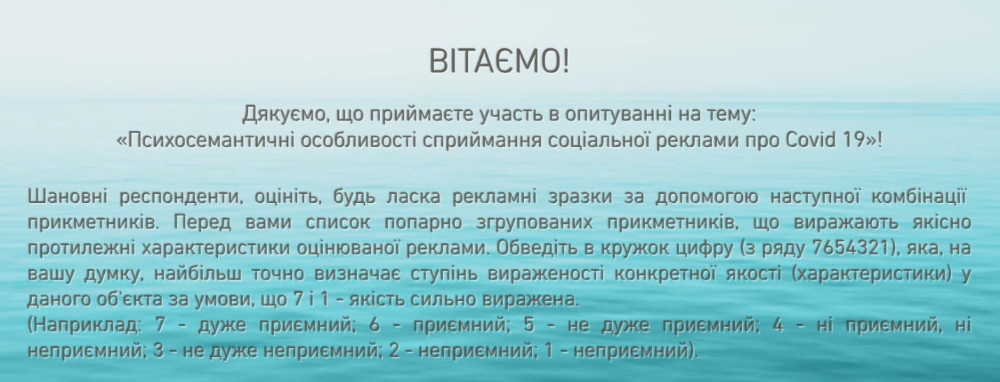 ВІТАЄМО!
Дякуємо, що приймаєте участь в опитуванні на тему:
«Психосемантичні особливості сприймання соціальної реклами про Covid 19»!
Шановні респонденти, оцініть, будь ласка рекламні зразки за допомогою наступної комбінації
прикметників. Перед вами список попарно згрупованих прикметників, що виражають якісно
протилежні характеристики оцінюваної реклами. Обведіть в кружок цифру (з ряду 7654321), яка, на
вашу думку, найбільш точно визначає ступінь вираженості конкретної якості (характеристики) у
даного об'єкта за умови, що 7 і 1 - якість сильно виражена.
(Наприклад: 7 - дуже приємний; 6 - приємний; 5 - не дуже приємний; 4 - ні приємний, ні
неприємний; 3 - не дуже неприємний; 2 - неприємний; 1 - неприємний).